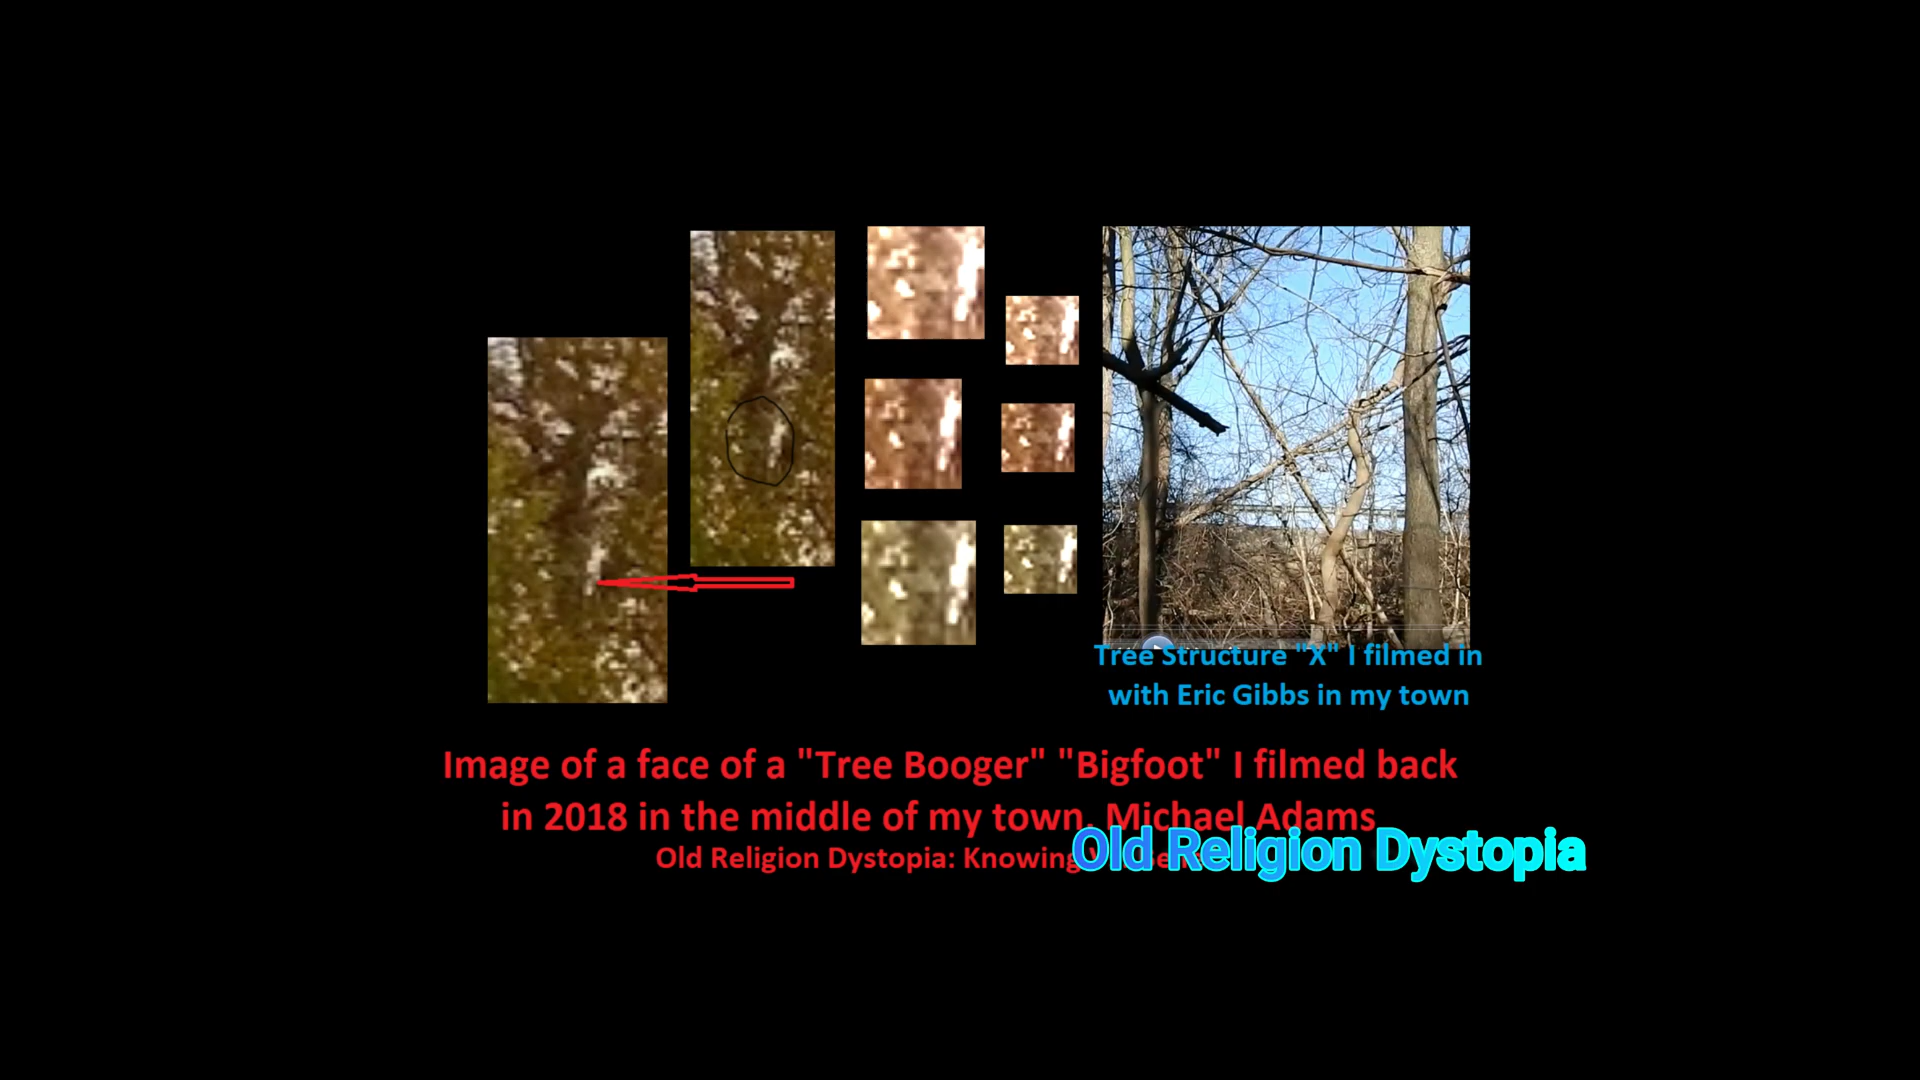 Tree Structure "X" I filmed in
with Eric Gibbs in my town
Image of a face of a "Tree Booger" "Bigfoot" I filmed back
in 2018 in the middle of my town. Michael Adams
Old Religion Dystopia: Knowing
Old Religion Dystopia